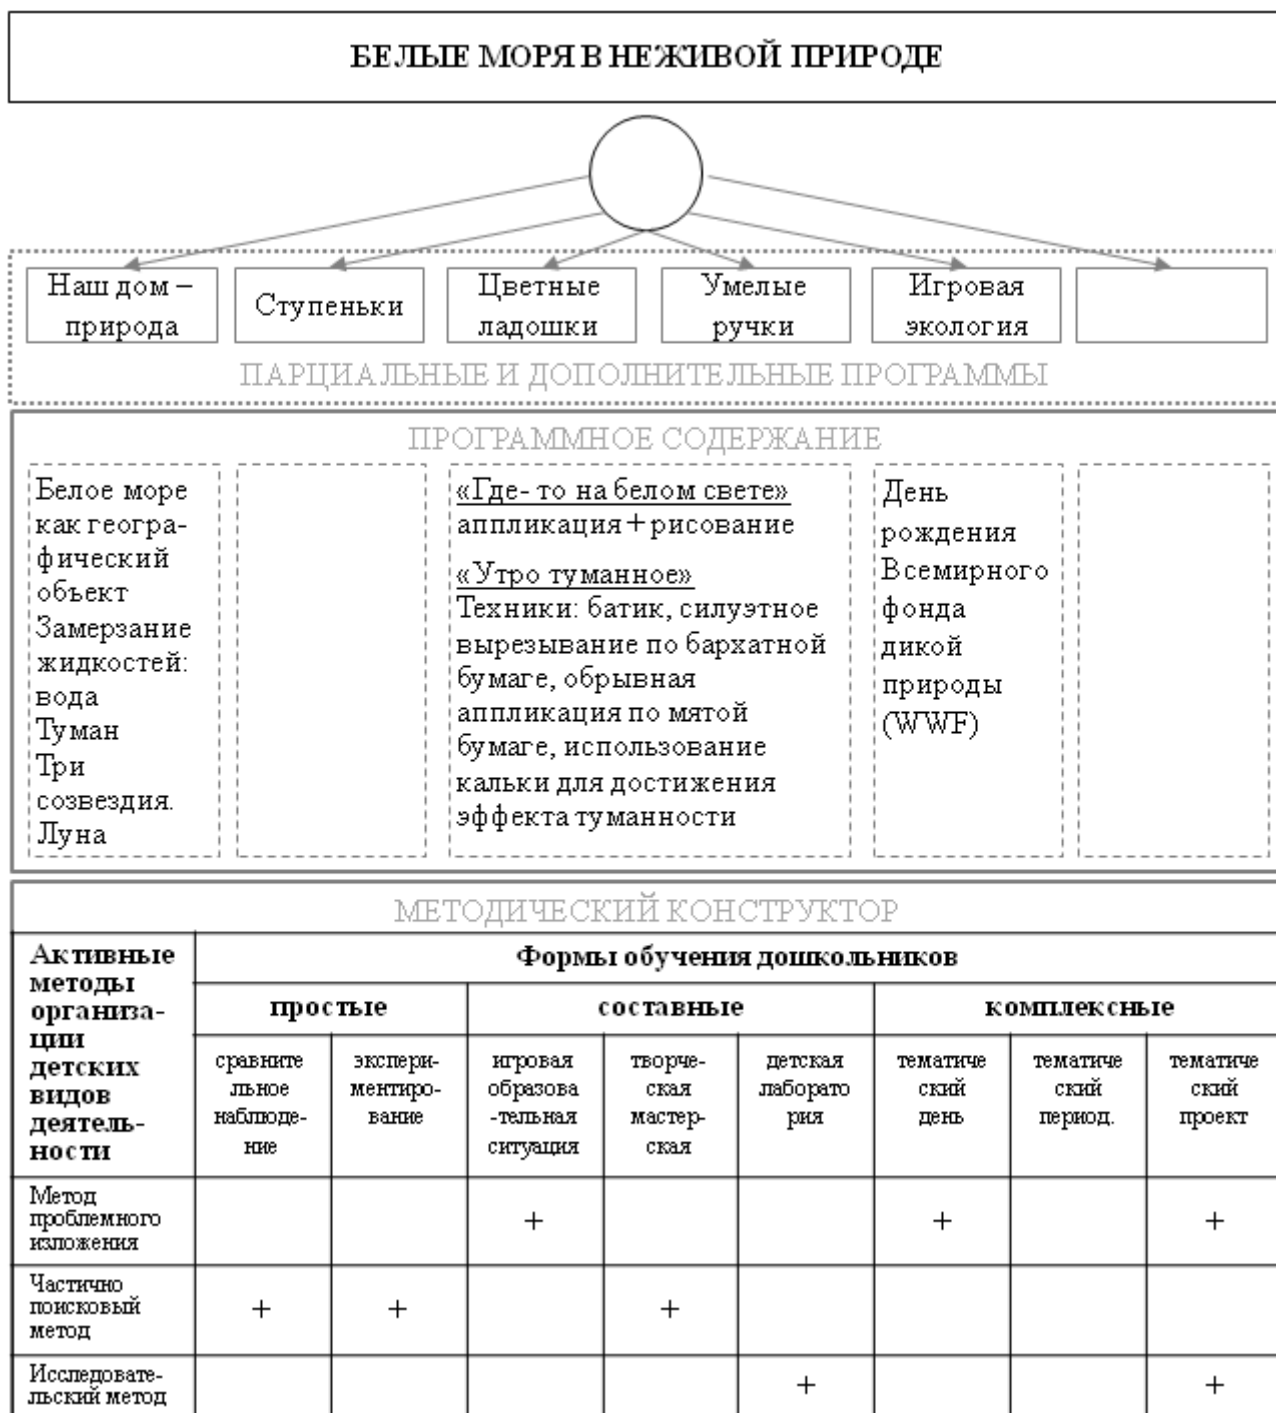 БЕЛЫЕ МОРЯ В НЕЖИВОЙ ПРИРОДЕ
Наш дом –
природа
Ступеньки
Цветные
ладошки
Умелые
ручки
Игровая
экология
ПАРЦИАЛЬНЫЕ И ДОПОЛНИТЕЛЬНЫЕ ПРОГРАММЫ
ПРОГРАММНОЕ СОДЕРЖАНИЕ
Белое море
как геогра-
фический
объект
Замерзание
жидкостей:
вода
Туман
Три
созвездия.
Луна
«Где- то на белом свете»
аппликация + рисование
«Утро туманное»
Техники: батик, силуэтное
вырезывание по бархатной
бумаге, обрывная
аппликация по мятой
бумаге, использование
кальки для достижения
эффекта туманности
День
рождения
Всемирного
фонда
дикой
природы
(WWF)
МЕТОДИЧЕСКИЙ КОНСТРУКТОР
Активные
методы
организа-
ции
детских
видов
деятель-
ности
Формы обучения дошкольников
простые
составные
комплексные
сравните
льное
наблюде-
ние
экспери-
ментиро-
вание
игровая
образова
-тельная
ситуация
творче-
ская
мастер-
ская
детская
лаборато
рия
тематиче
ский
день
тематиче
ский
период.
тематиче
ский
проект
Метод
проблемного
изложения
+ + +
Частично
поисковый
метод
+ + +
Исследовате-
льский метод
+ +